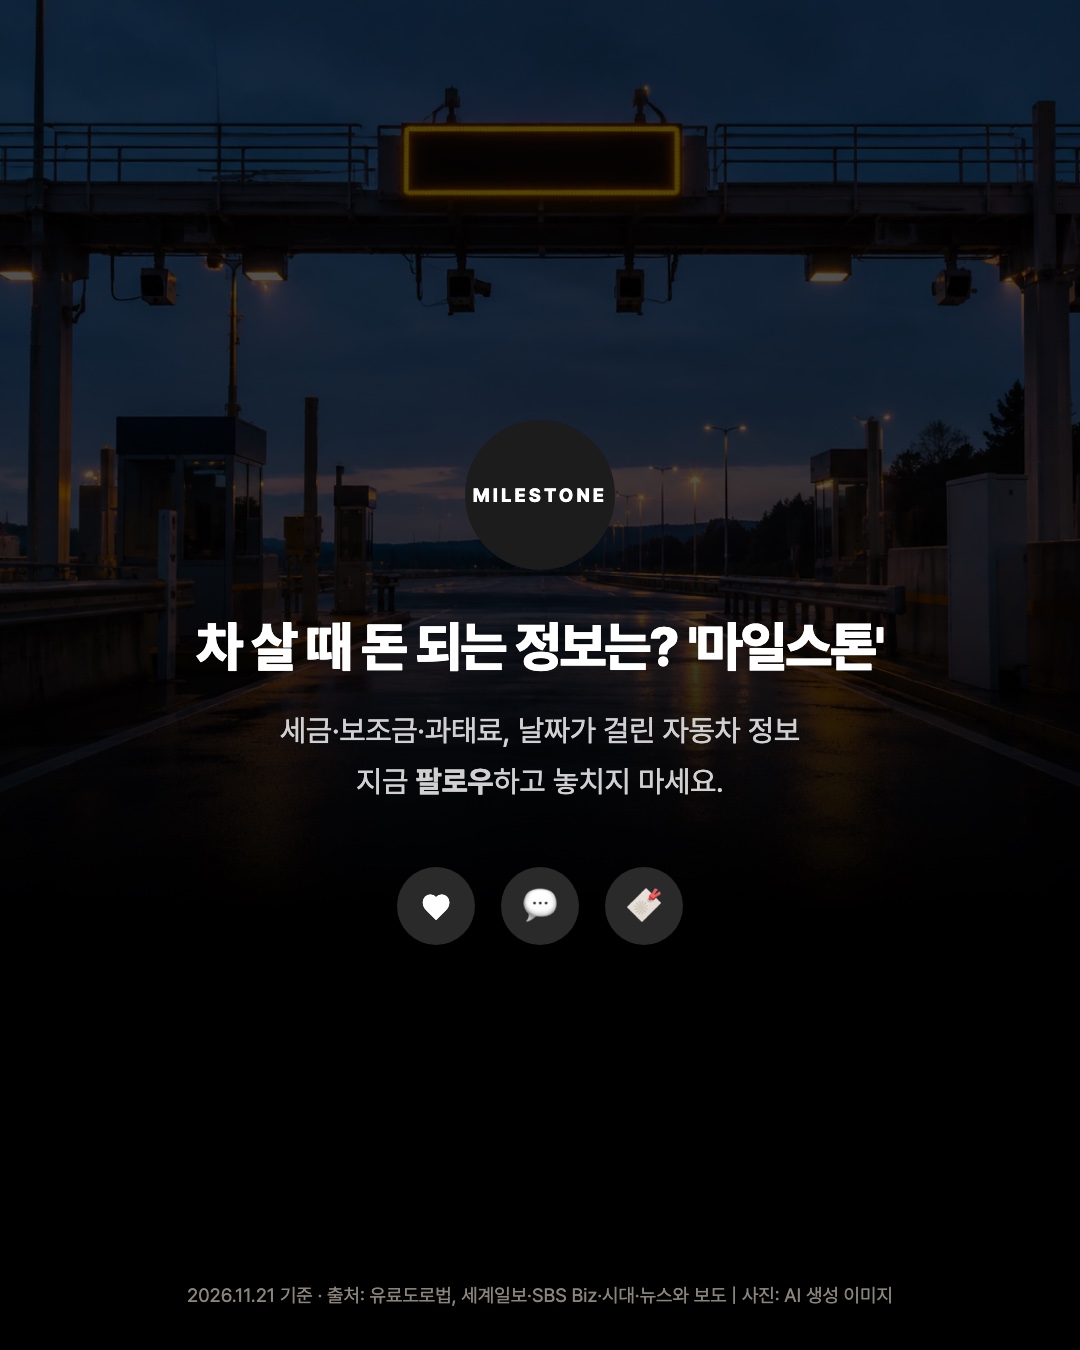 MILESTONE
차 살 때 돈 되는 정보는? '마일스톤'
세금·보조금·과태료, 날짜가 걸린 자동차 정보
지금 팔로우하고 놓치지 마세요.
2026.11.21 기준 · 출처: 유료도로법, 세계일보·SBS Biz·시대·뉴스와 보도 | 사진: AI 생성 이미지